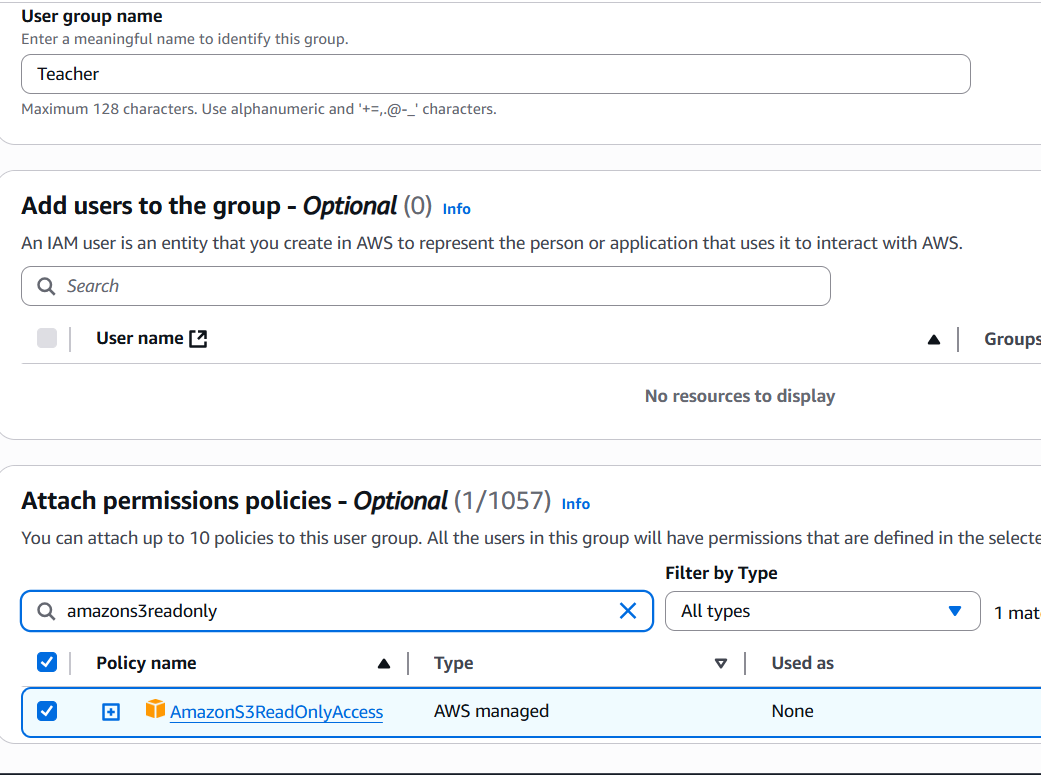 User group name
Enter a meaningful name to identify this group.
Teacher
Maximum 128 characters. Use alphanumeric and '+=,.@-_' characters.
Add users to the group - Optional (0) Info
An IAM user is an entity that you create in AWS to represent the person or application that uses it to interact with AWS.
Search
User name Groups
No resources to display
Attach permissions policies - Optional (1/1057) Info
You can attach up to 10 policies to this user group. All the users in this group will have permissions that are defined in the selecte
Filter by Type
amazons3readonly All types 1 mat
Policy name Type Used as
AmazonS3ReadOnlyAccess AWS managed None